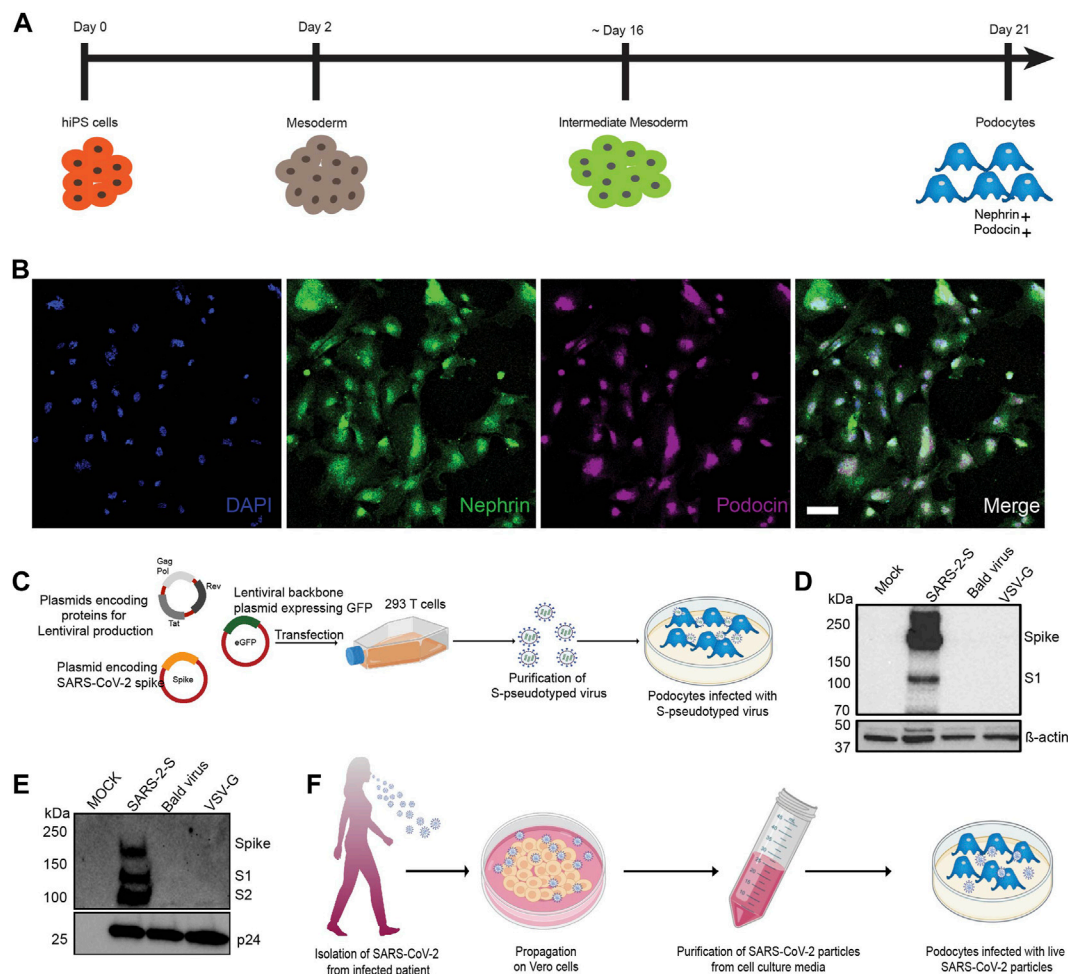 A
Day 0
Day 2
~ Day 16
Day 21
hiPS cells
Mesoderm
Intermediate Mesoderm
Podocytes
Nephrin +
Podocin +
B
DAPI
Nephrin
Podocin
Merge
C
Gag
Pol
Rev
Tat
Plasmids encoding
proteins for
Lentiviral production
Lentiviral backbone
plasmid expressing GFP
eGFP
Transfection
293 T cells
Plasmid encoding
SARS-CoV-2 spike
Spike
Purification of
S-pseudotyped virus
Podocytes infected with
S-pseudotyped virus
D
Mock
SARS-2-S
Bald virus
VSV-G
kDa
250
150
100
70
50
37
Spike
S1
ß-actin
E
MOCK
SARS-2-S
Bald virus
VSV-G
kDa
250
150
100
25
Spike
S1
S2
p24
F
Isolation of SARS-CoV-2
from infected patient
Propagation
on Vero cells
Purification of SARS-CoV-2 particles
from cell culture media
Podocytes infected with live
SARS-CoV-2 particles